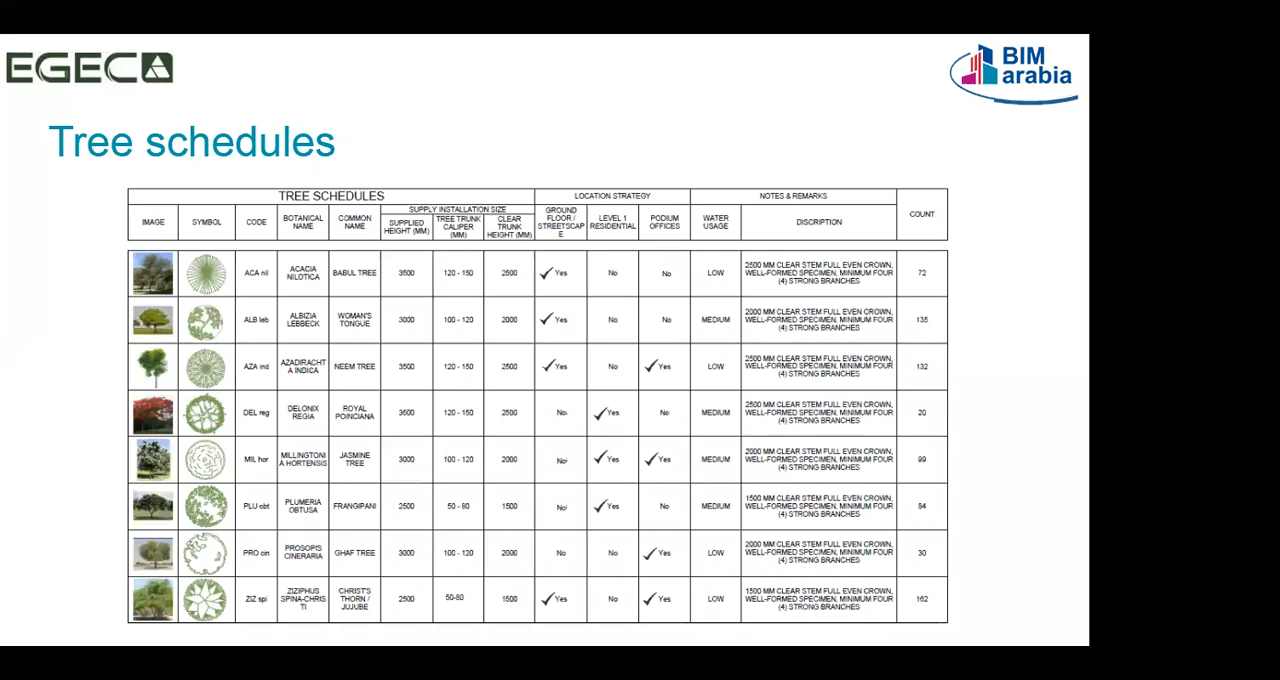 EGECA
BIM
arabia
Tree schedules
TREE SCHEDULES LOCATION STRATEGY NOTES & REMARKS
IMAGE SYMBOL CODE BOTANICAL NAME COMMON NAME SUPPLY INSTALLATION SIZE SUPPLIED HEIGHT (MM) TREE TRUNK CALIPER (MM) CLEAR TRUNK HEIGHT (MM) GROUND FLOOR / STREETSCAPE LEVEL 1 RESIDENTIAL PODIUM OFFICES WATER USAGE DISCRIPTION COUNT
ACA nil ACACIA NILOTICA BABUL TREE 3500 120 - 150 2500 Yes No No LOW 2500 MM CLEAR STEM FULL EVEN CROWN, WELL-FORMED SPECIMEN, MINIMUM FOUR (4) STRONG BRANCHES 72
ALB leb ALBIZIA LEBBECK WOMAN'S TONGUE 3000 100 - 120 2000 Yes No No MEDIUM 2000 MM CLEAR STEM FULL EVEN CROWN, WELL-FORMED SPECIMEN, MINIMUM FOUR (4) STRONG BRANCHES 135
AZA ind AZADIRACHTA INDICA NEEM TREE 3500 120 - 150 2500 Yes No Yes LOW 2500 MM CLEAR STEM FULL EVEN CROWN, WELL-FORMED SPECIMEN, MINIMUM FOUR (4) STRONG BRANCHES 132
DEL reg DELONIX REGIA ROYAL POINCIANA 3500 120 - 150 2500 No Yes No MEDIUM 2500 MM CLEAR STEM FULL EVEN CROWN, WELL-FORMED SPECIMEN, MINIMUM FOUR (4) STRONG BRANCHES 20
MIL hor MILLINGTONIA HORTENSIS JASMINE TREE 3000 100 - 120 2000 No Yes Yes MEDIUM 2000 MM CLEAR STEM FULL EVEN CROWN, WELL-FORMED SPECIMEN, MINIMUM FOUR (4) STRONG BRANCHES 99
PLU obt PLUMERIA OBTUSA FRANGIPANI 2500 50 - 80 1500 No Yes No MEDIUM 1500 MM CLEAR STEM FULL EVEN CROWN, WELL-FORMED SPECIMEN, MINIMUM FOUR (4) STRONG BRANCHES 84
PRO cin PROSOPIS CINERARIA GHAF TREE 3000 100 - 120 2000 No No Yes LOW 2000 MM CLEAR STEM FULL EVEN CROWN, WELL-FORMED SPECIMEN, MINIMUM FOUR (4) STRONG BRANCHES 30
ZIZ spi ZIZIPHUS SPINA-CHRISTI CHRIST'S THORN / JUJUBE 2500 50-80 1500 Yes No Yes LOW 1500 MM CLEAR STEM FULL EVEN CROWN, WELL-FORMED SPECIMEN, MINIMUM FOUR (4) STRONG BRANCHES 162